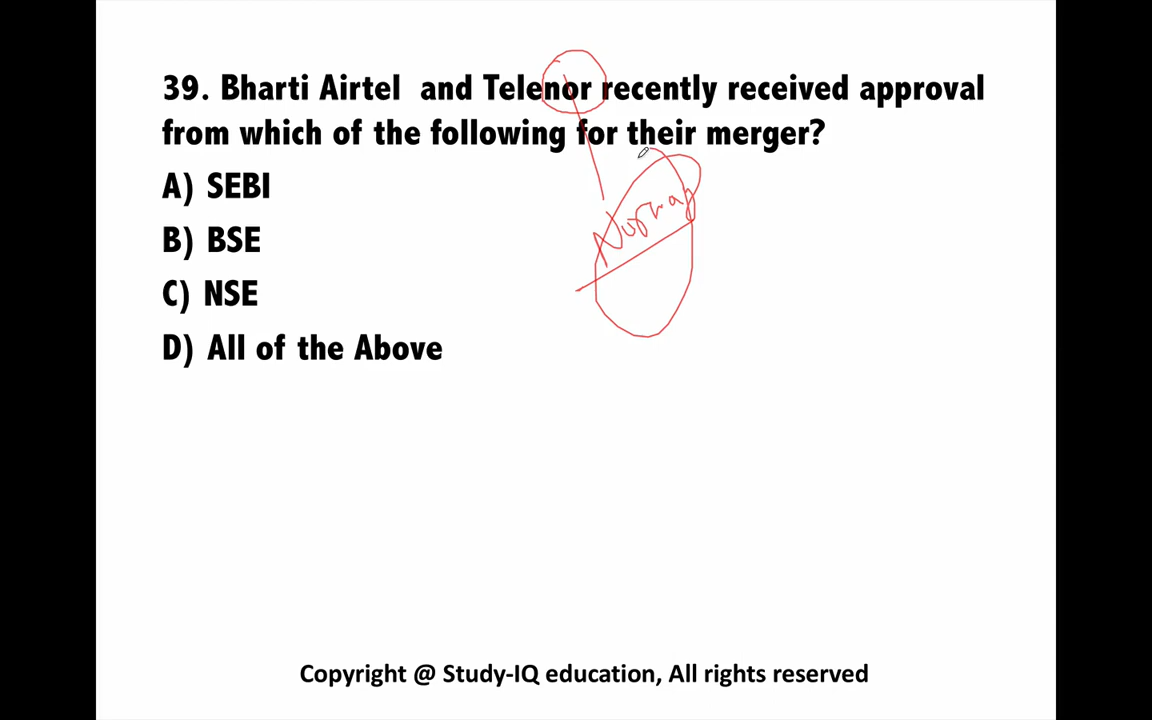 39. Bharti Airtel and Telenor recently received approval
from which of the following for their merger?
A) SEBI
B) BSE
C) NSE
D) All of the Above
Copyright @ Study-IQ education, All rights reserved